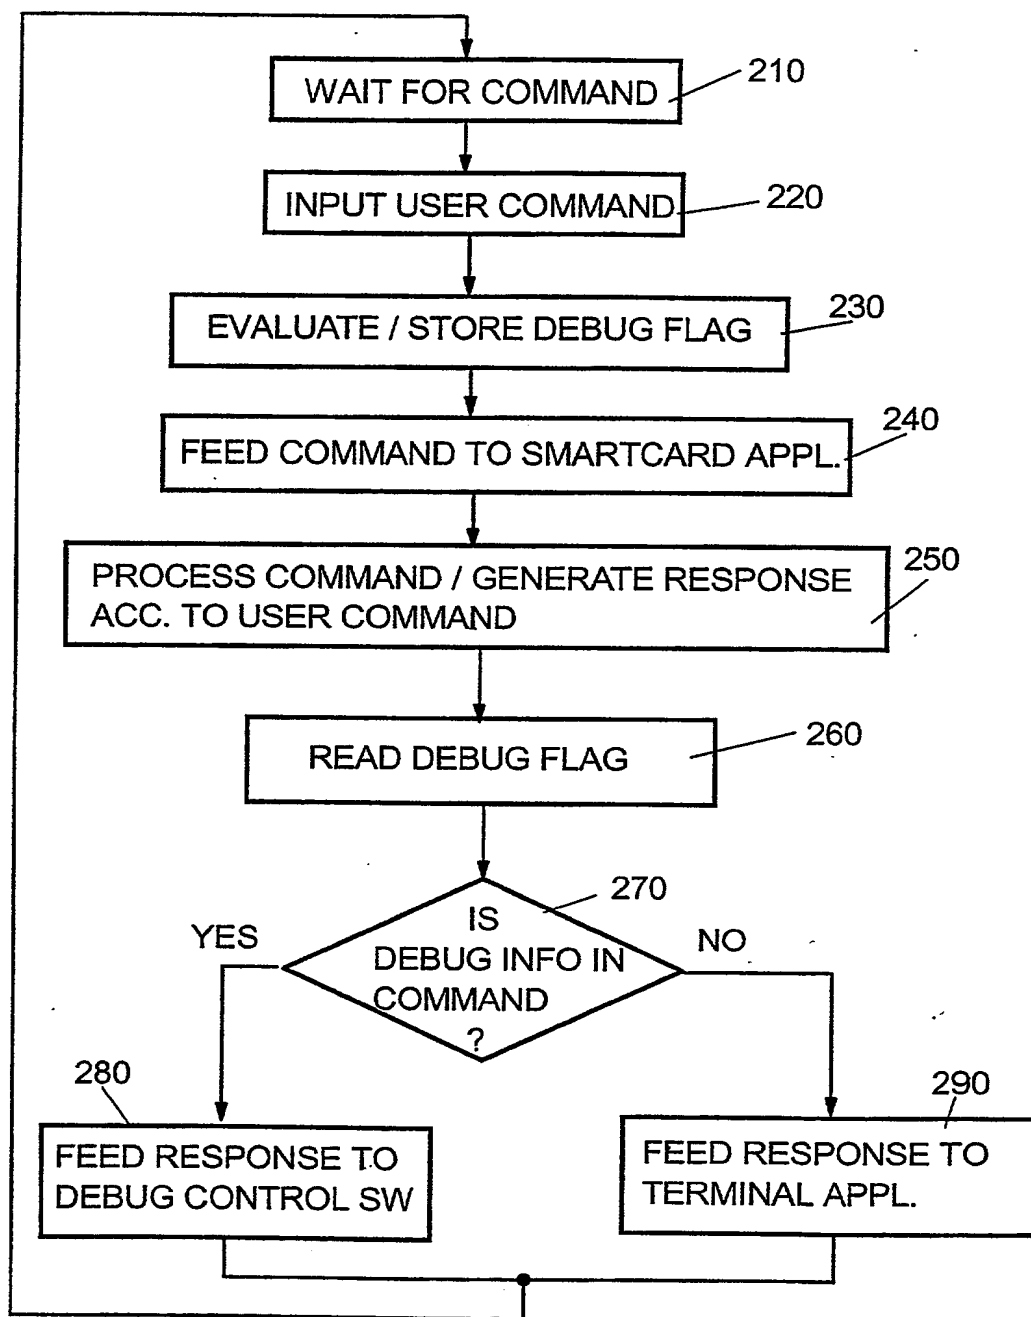 WAIT FOR COMMAND
210
INPUT USER COMMAND
220
EVALUATE / STORE DEBUG FLAG
230
FEED COMMAND TO SMARTCARD APPL.
240
PROCESS COMMAND / GENERATE RESPONSE
ACC. TO USER COMMAND
250
READ DEBUG FLAG
260
270
IS
DEBUG INFO IN
COMMAND
?
YES
NO
280
FEED RESPONSE TO
DEBUG CONTROL SW
290
FEED RESPONSE TO
TERMINAL APPL.